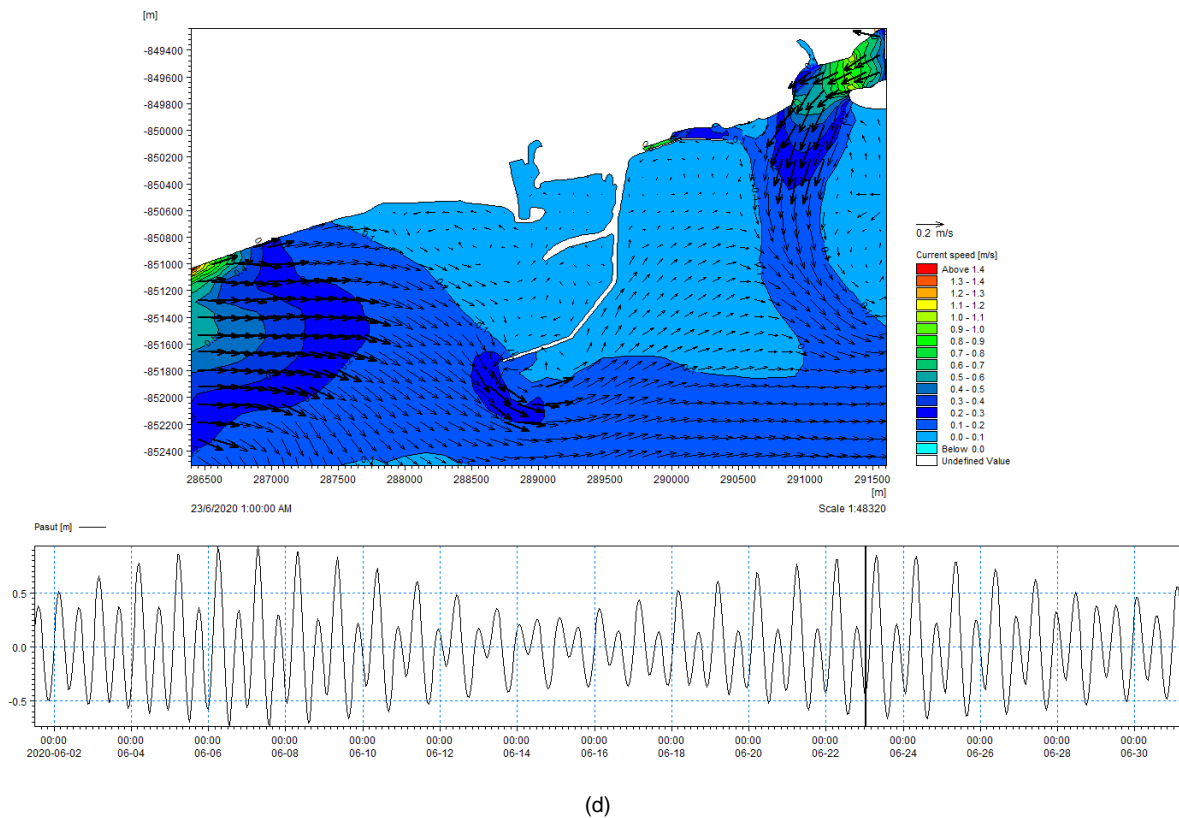 [m]
-849400
-849600
-849800
-850000
-850200
-850400
-850600
-850800
-851000
-851200
-851400
-851600
-851800
-852000
-852200
-852400
286500 287000 287500 288000 288500 289000 289500 290000 290500 291000 291500
[m]
23/6/2020 1:00:00 AM Scale 1:48320
0.2 m/s
Current speed [m/s]
Above 1.4
1.3 - 1.4
1.2 - 1.3
1.1 - 1.2
1.0 - 1.1
0.9 - 1.0
0.8 - 0.9
0.7 - 0.8
0.6 - 0.7
0.5 - 0.6
0.4 - 0.5
0.3 - 0.4
0.2 - 0.3
0.1 - 0.2
0.0 - 0.1
Below 0.0
Undefined Value
Pasut [m]
0.5
0.0
-0.5
00:00 00:00 00:00 00:00 00:00 00:00 00:00 00:00 00:00 00:00 00:00 00:00 00:00 00:00 00:00
2020-06-02 06-04 06-06 06-08 06-10 06-12 06-14 06-16 06-18 06-20 06-22 06-24 06-26 06-28 06-30
(d)